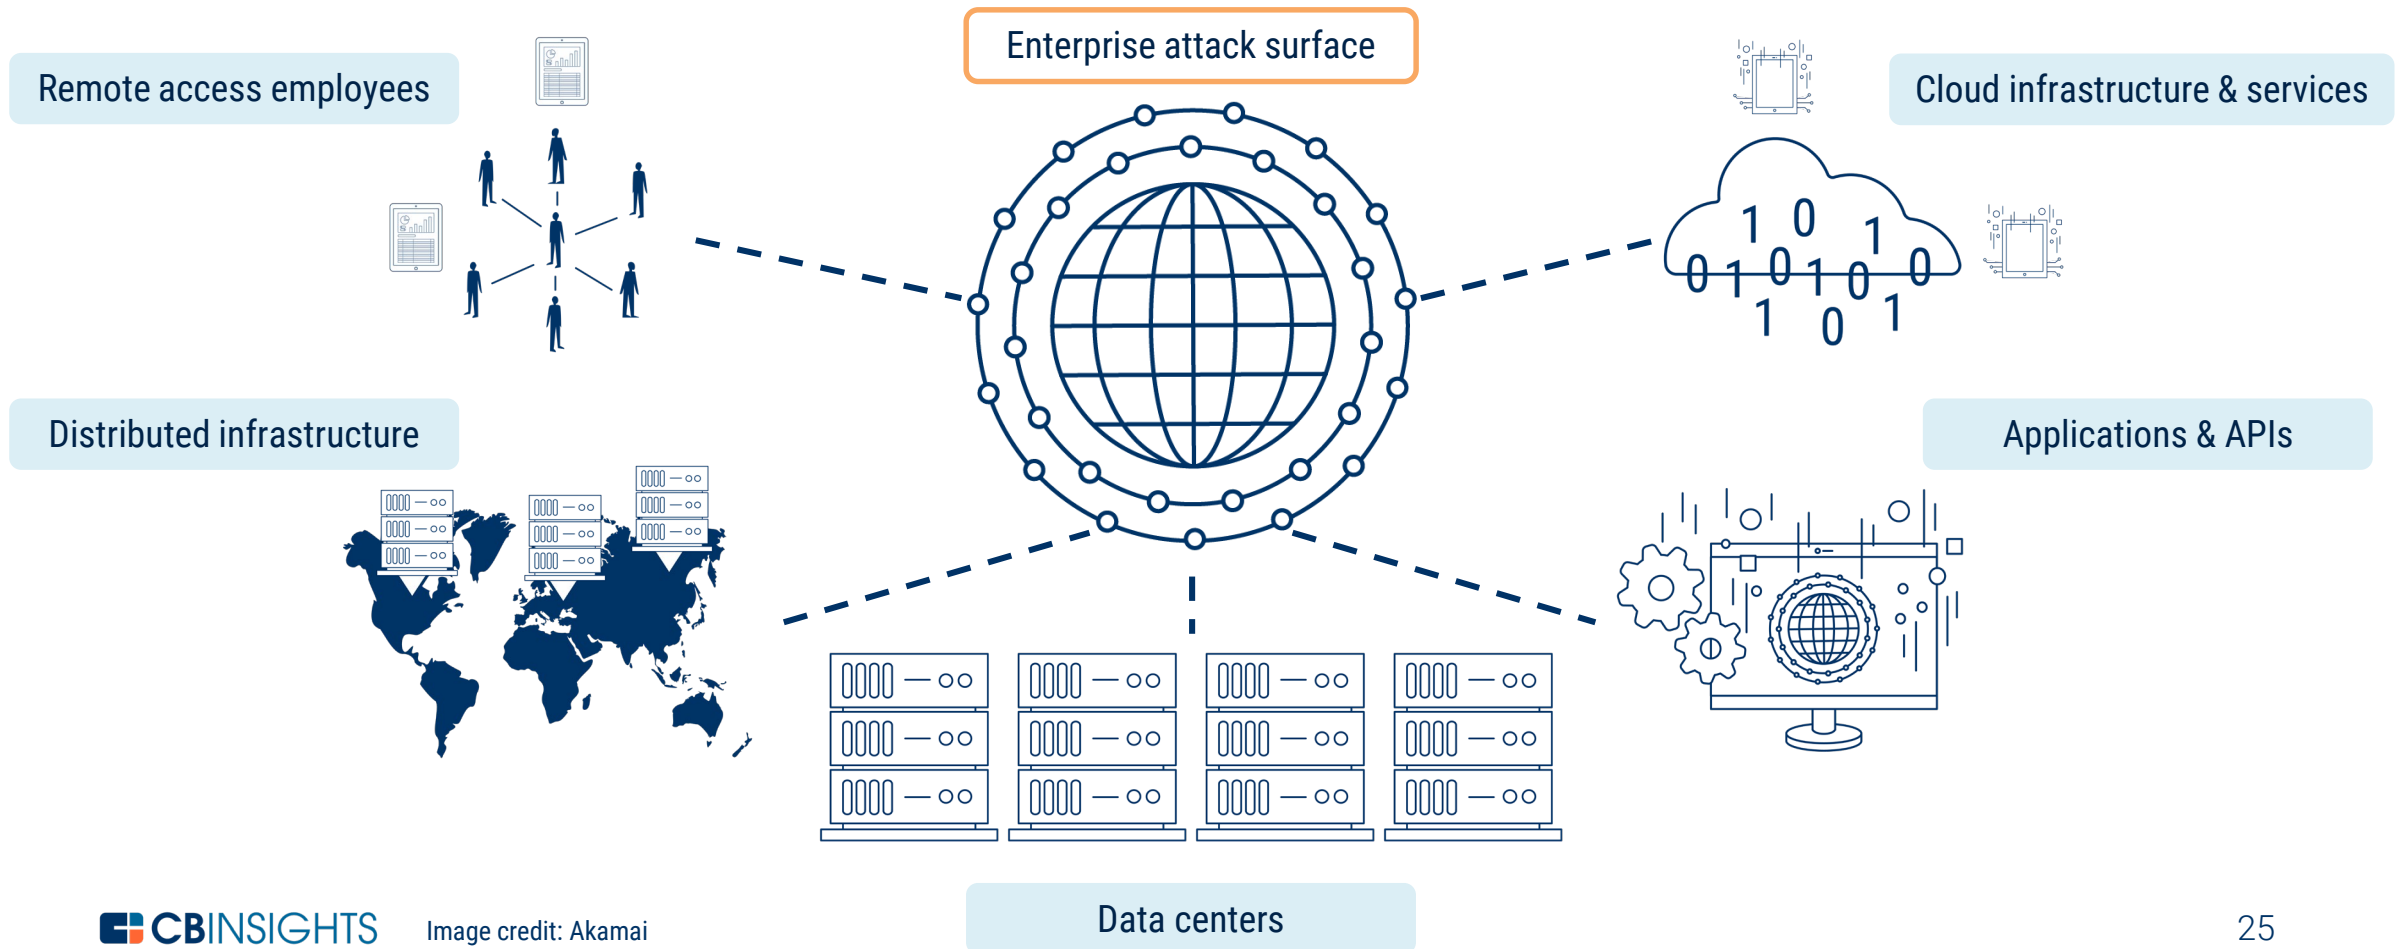 Enterprise attack surface
Remote access employees
Cloud infrastructure & services
1 0 1
0 1 0 1 0 1 0
1 0 1
Distributed infrastructure
Applications & APIs
Data centers
CBINSIGHTS
Image credit: Akamai
25